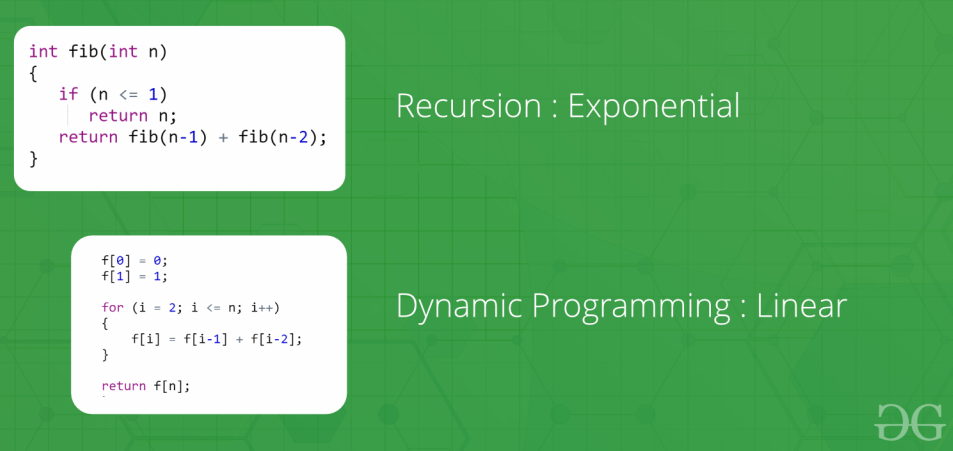 int fib(int n)
{
if (n <= 1)
return n;
return fib(n-1) + fib(n-2);
}
Recursion : Exponential
f[0] = 0;
f[1] = 1;
for (i = 2; i <= n; i++)
{
f[i] = f[i-1] + f[i-2];
}
return f[n];
Dynamic Programming : Linear